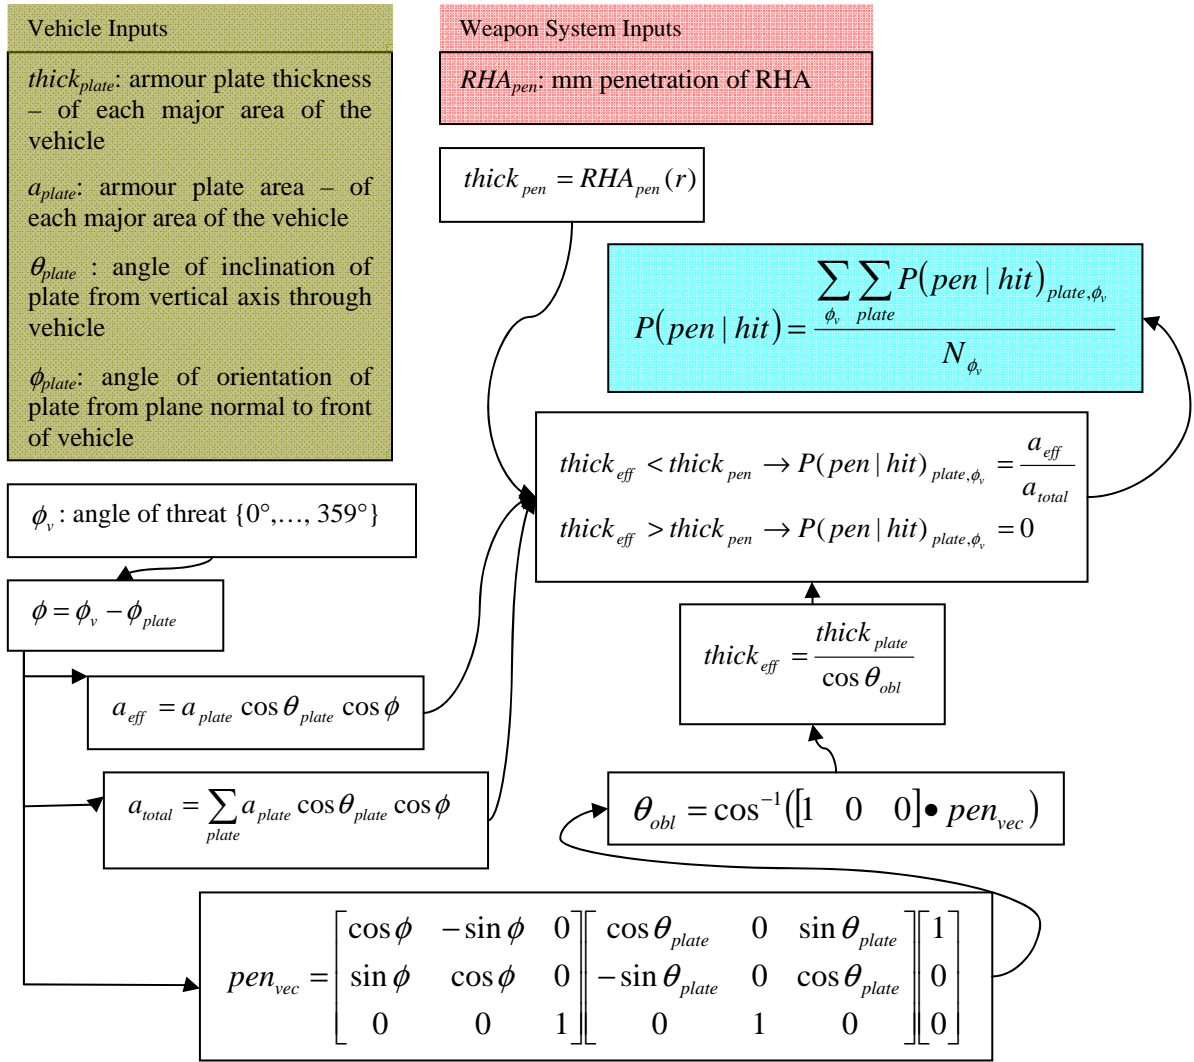 Vehicle Inputs
thick_plate: armour plate thickness
– of each major area of the
vehicle
a_plate: armour plate area – of
each major area of the vehicle
θ_plate : angle of inclination of
plate from vertical axis through
vehicle
ϕ_plate: angle of orientation of
plate from plane normal to front
of vehicle
Weapon System Inputs
RHA_pen: mm penetration of RHA
thick_pen = RHA_pen(r)
P(pen | hit) = ∑_ϕv ∑_plate P(pen | hit)_plate,ϕv / N_ϕv
thick_eff < thick_pen → P(pen | hit)_plate,ϕv = a_eff / a_total
thick_eff > thick_pen → P(pen | hit)_plate,ϕv = 0
ϕ_v : angle of threat {0°,…, 359°}
ϕ = ϕ_v − ϕ_plate
thick_eff = thick_plate / cos θ_obl
a_eff = a_plate cos θ_plate cos ϕ
a_total = ∑_plate a_plate cos θ_plate cos ϕ
θ_obl = cos⁻¹([1 0 0] • pen_vec)
pen_vec = [cos ϕ −sin ϕ 0] [cos θ_plate 0 sin θ_plate] [1]
[sin ϕ cos ϕ 0] [−sin θ_plate 0 cos θ_plate] [0]
[0 0 1] [0 1 0] [0]